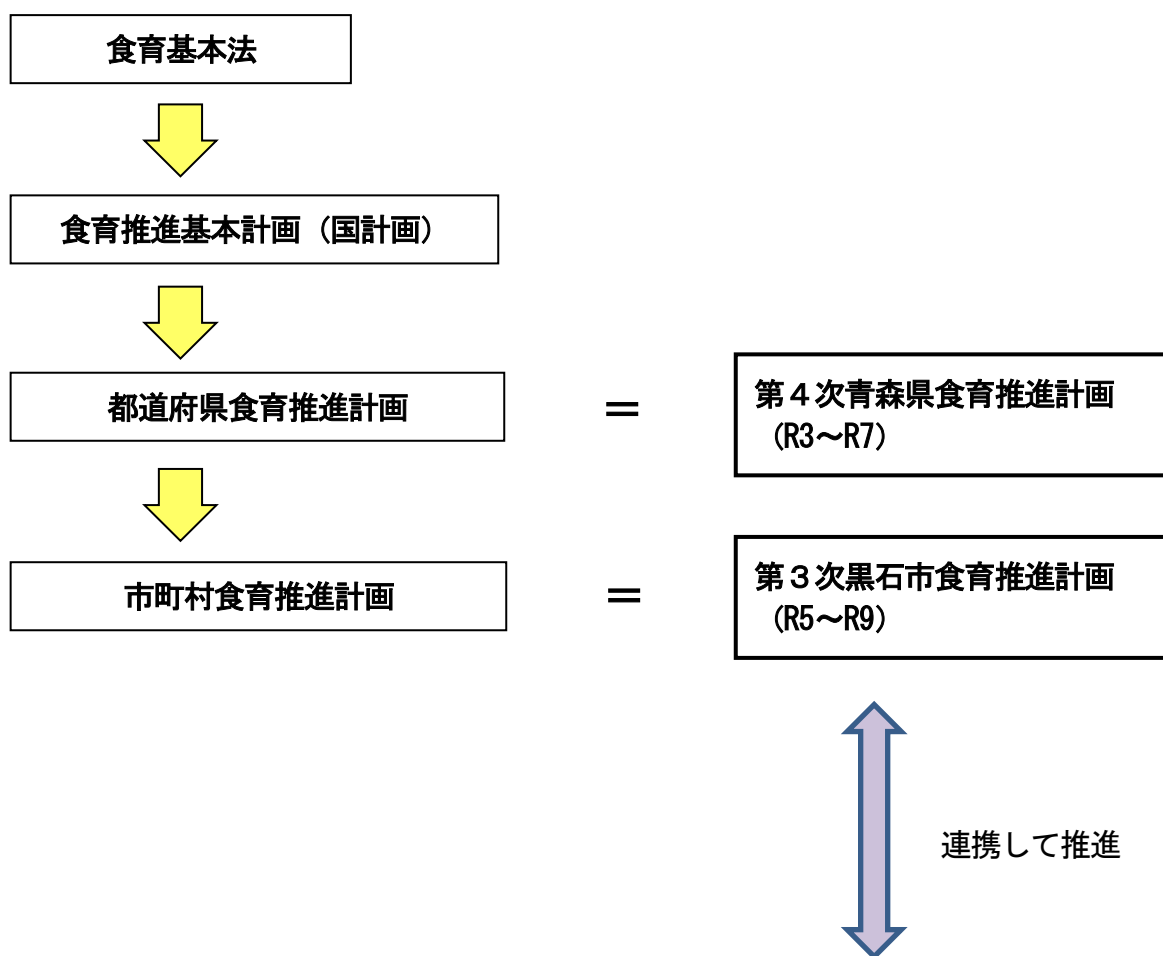 食育基本法
食育推進基本計画（国計画）
都道府県食育推進計画
＝
第４次青森県食育推進計画
（R3～R7）
市町村食育推進計画
＝
第３次黒石市食育推進計画
（R5～R9）
連携して推進